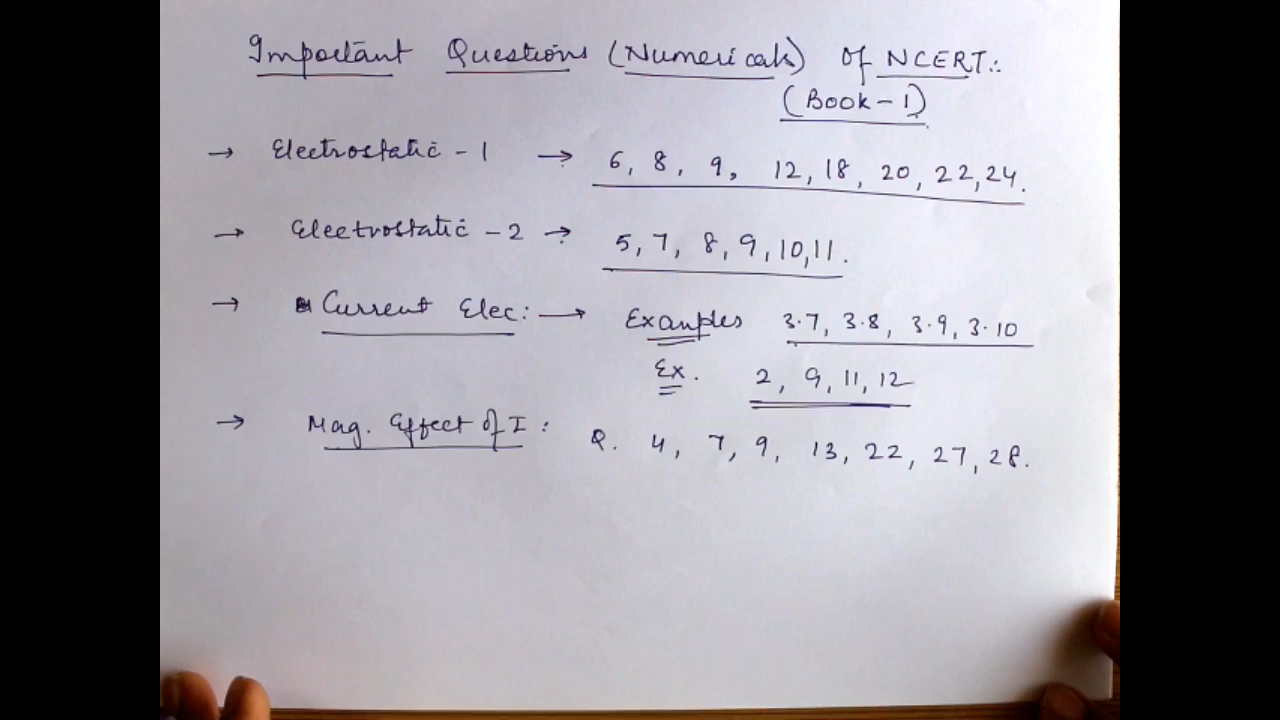 Important Questions (Numericals) Of NCERT:.
(Book - 1)
→ Electrostatic - 1 → 6, 8, 9, 12, 18, 20, 22, 24.
→ Electrostatic - 2 → 5, 7, 8, 9, 10, 11.
→ Current Elec: → Examples 3.7, 3.8, 3.9, 3.10
Ex. 2, 9, 11, 12
→ Mag. Effect of I : Q. 4, 7, 9, 13, 22, 27, 28.